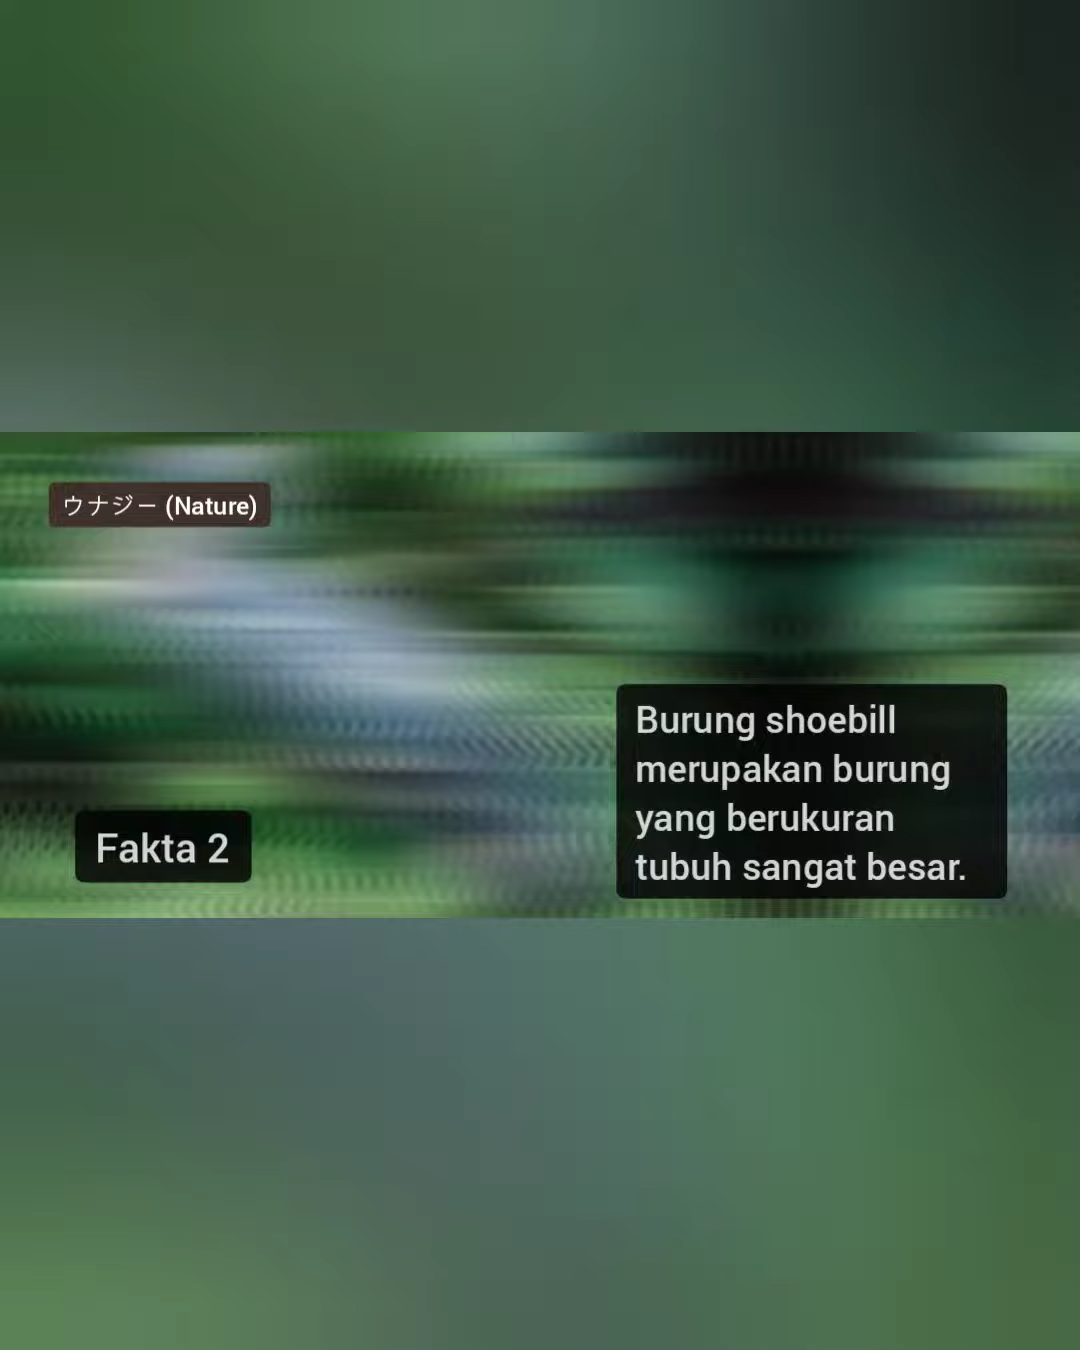 ウナジー (Nature)
Burung shoebill
merupakan burung
yang berukuran
tubuh sangat besar.
Fakta 2